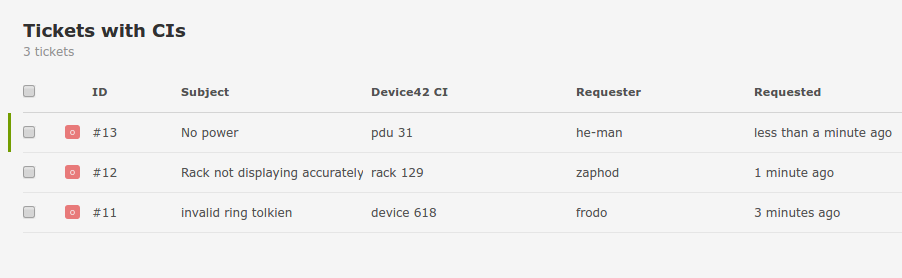 Tickets with CIs
3 tickets
ID Subject Device42 CI Requester Requested
o #13 No power pdu 31 he-man less than a minute ago
o #12 Rack not displaying accurately rack 129 zaphod 1 minute ago
o #11 invalid ring tolkien device 618 frodo 3 minutes ago